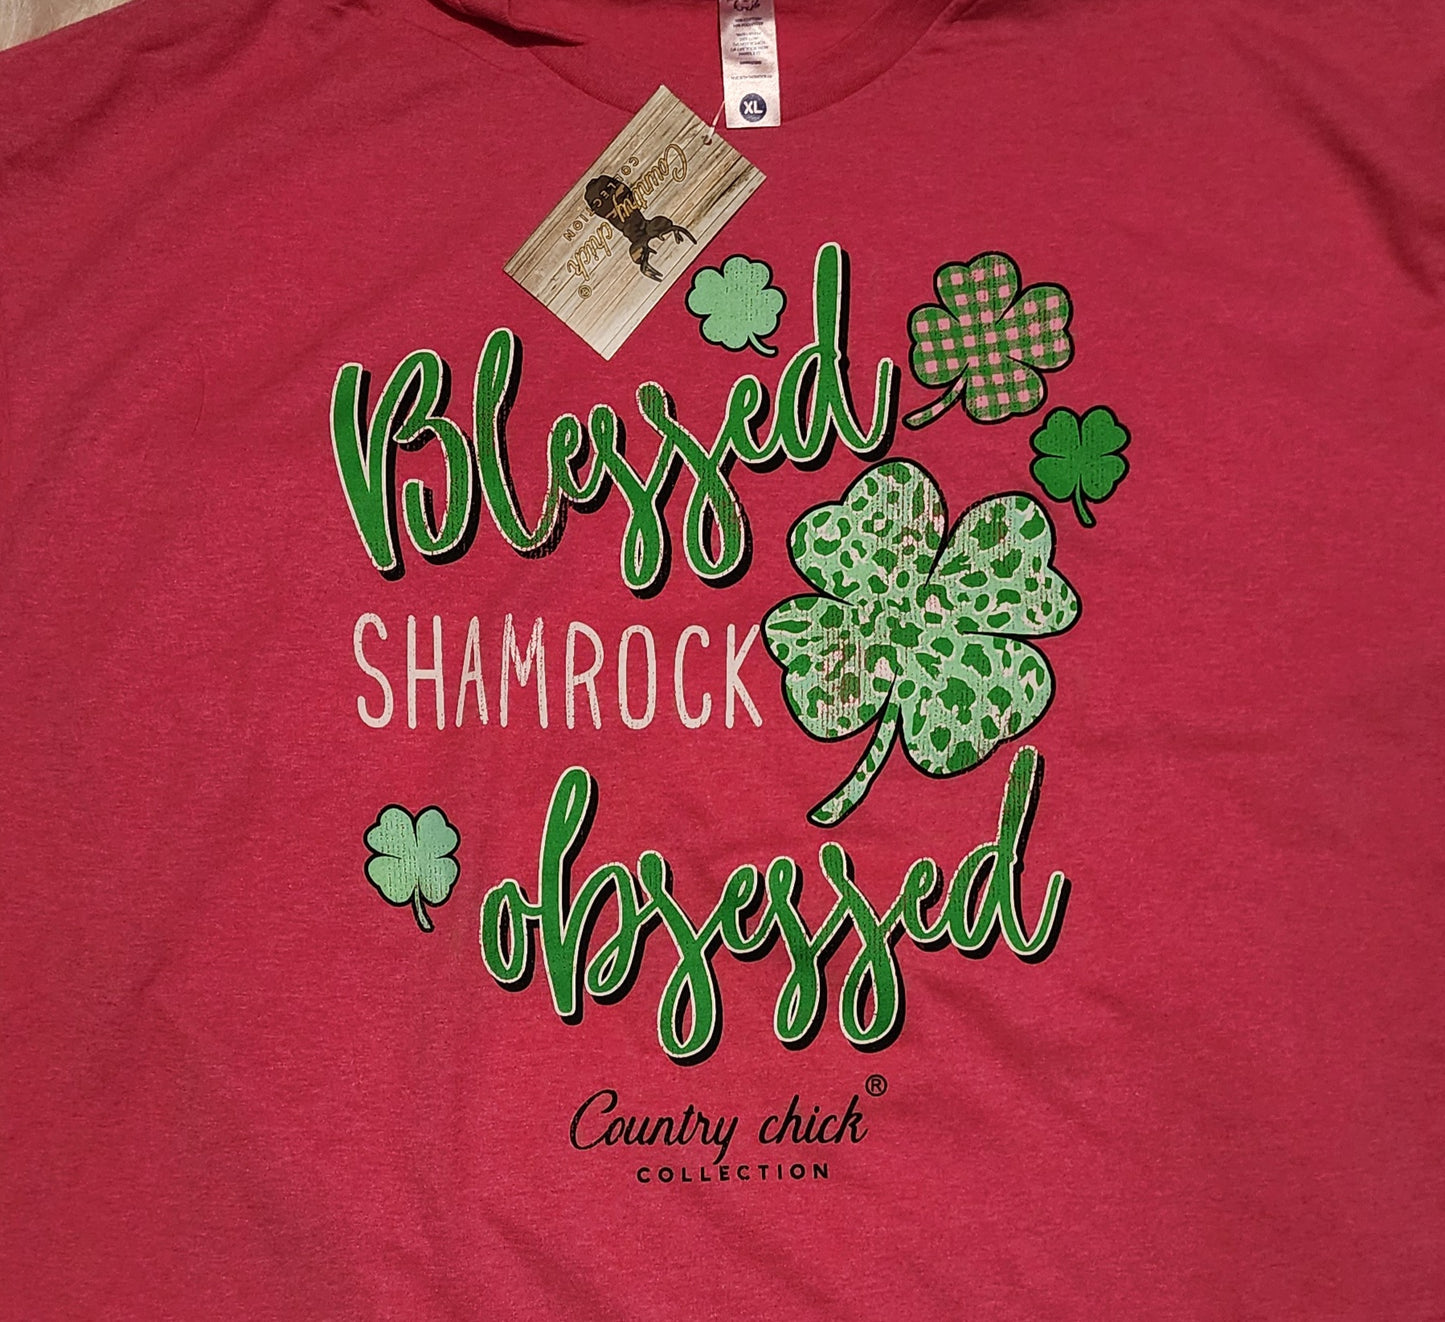 XL
Country chick®
COLLECTION
Blessed
SHAMROCK
obsessed
Country chick®
COLLECTION